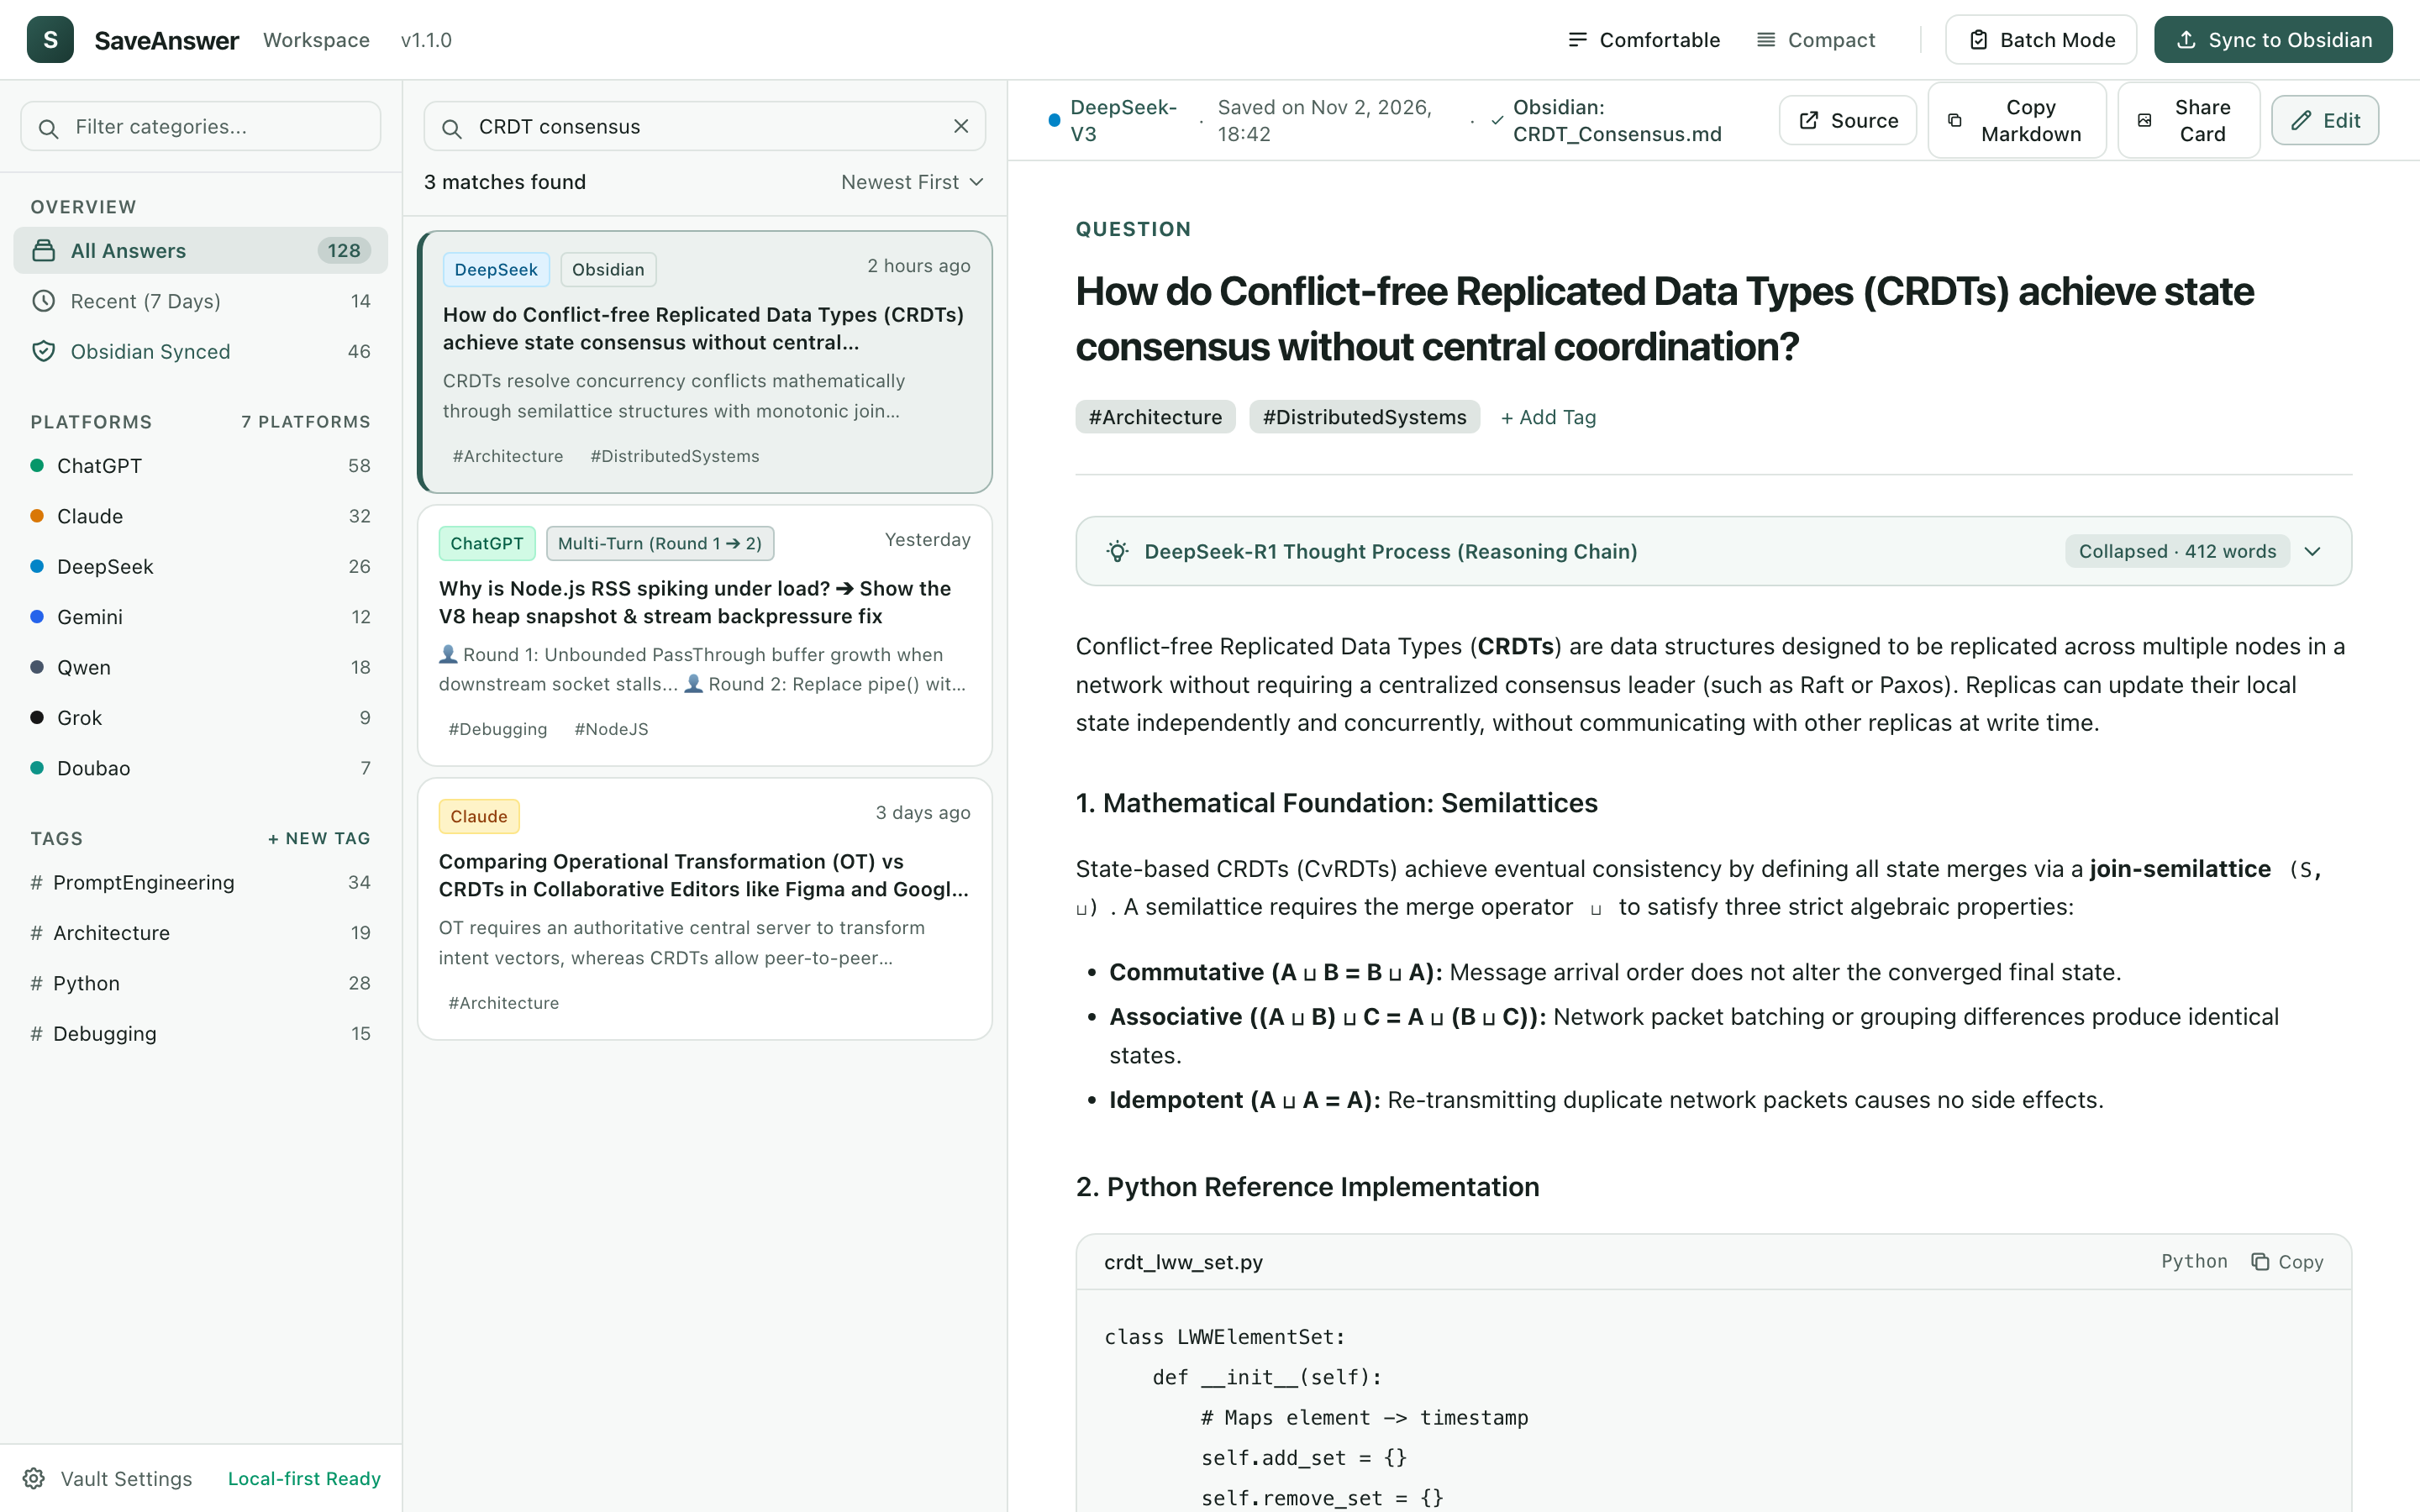 S
SaveAnswer Workspace v1.1.0
Comfortable
Compact
Batch Mode
Sync to Obsidian
Filter categories...
OVERVIEW
All Answers 128
Recent (7 Days) 14
Obsidian Synced 46
PLATFORMS 7 PLATFORMS
ChatGPT 58
Claude 32
DeepSeek 26
Gemini 12
Qwen 18
Grok 9
Doubao 7
TAGS + NEW TAG
# PromptEngineering 34
# Architecture 19
# Python 28
# Debugging 15
Vault Settings Local-first Ready
CRDT consensus
3 matches found Newest First
DeepSeek Obsidian 2 hours ago
How do Conflict-free Replicated Data Types (CRDTs)
achieve state consensus without central...
CRDTs resolve concurrency conflicts mathematically
through semilattice structures with monotonic join...
#Architecture #DistributedSystems
ChatGPT Multi-Turn (Round 1 ➔ 2) Yesterday
Why is Node.js RSS spiking under load? ➔ Show the
V8 heap snapshot & stream backpressure fix
👤 Round 1: Unbounded PassThrough buffer growth when
downstream socket stalls... 👤 Round 2: Replace pipe() wit...
#Debugging #NodeJS
Claude 3 days ago
Comparing Operational Transformation (OT) vs
CRDTs in Collaborative Editors like Figma and Googl...
OT requires an authoritative central server to transform
intent vectors, whereas CRDTs allow peer-to-peer...
#Architecture
DeepSeek-
V3
·
Saved on Nov 2, 2026,
18:42
·
✓ Obsidian:
CRDT_Consensus.md
Source
Copy
Markdown
Share
Card
Edit
QUESTION
How do Conflict-free Replicated Data Types (CRDTs) achieve state
consensus without central coordination?
#Architecture #DistributedSystems + Add Tag
DeepSeek-R1 Thought Process (Reasoning Chain) Collapsed · 412 words
Conflict-free Replicated Data Types (CRDTs) are data structures designed to be replicated across multiple nodes in a
network without requiring a centralized consensus leader (such as Raft or Paxos). Replicas can update their local
state independently and concurrently, without communicating with other replicas at write time.
1. Mathematical Foundation: Semilattices
State-based CRDTs (CvRDTs) achieve eventual consistency by defining all state merges via a join-semilattice (S,
⊔) . A semilattice requires the merge operator ⊔ to satisfy three strict algebraic properties:
• Commutative (A ⊔ B = B ⊔ A): Message arrival order does not alter the converged final state.
• Associative ((A ⊔ B) ⊔ C = A ⊔ (B ⊔ C)): Network packet batching or grouping differences produce identical
states.
• Idempotent (A ⊔ A = A): Re-transmitting duplicate network packets causes no side effects.
2. Python Reference Implementation
crdt_lww_set.py Python Copy
class LWWElementSet:
    def __init__(self):
        # Maps element -> timestamp
        self.add_set = {}
        self.remove_set = {}